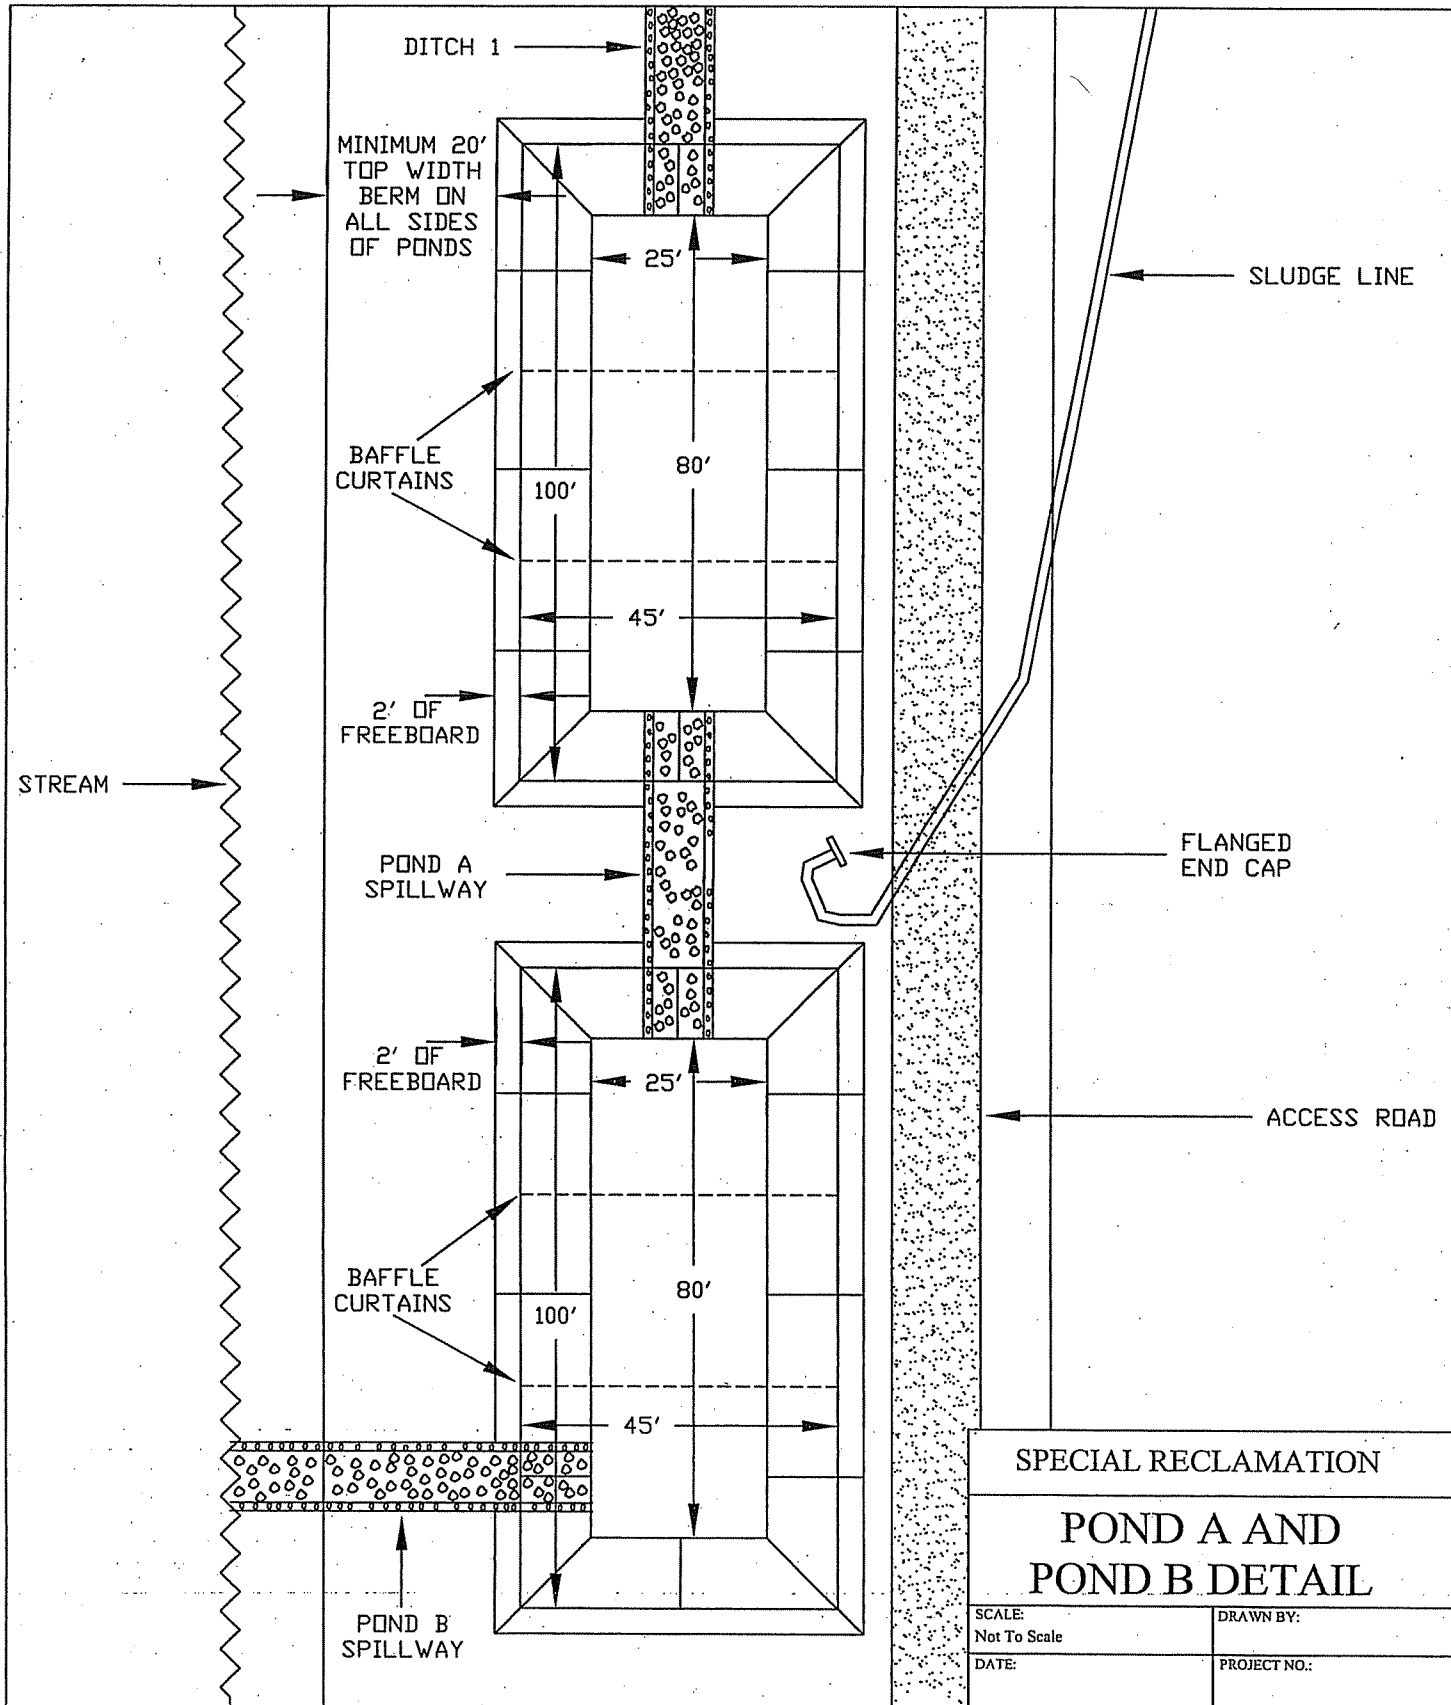 DITCH 1
MINIMUM 20'
TOP WIDTH
BERM ON
ALL SIDES
OF PONDS
25'
SLUDGE LINE
BAFFLE
CURTAINS
80'
100'
45'
2' OF
FREEBOARD
STREAM
FLANGED
END CAP
POND A
SPILLWAY
2' OF
FREEBOARD
25'
ACCESS ROAD
BAFFLE
CURTAINS
80'
100'
45'
POND B
SPILLWAY
SPECIAL RECLAMATION
POND A AND
POND B DETAIL
SCALE:
Not To Scale
DRAWN BY:
DATE:
PROJECT NO.: